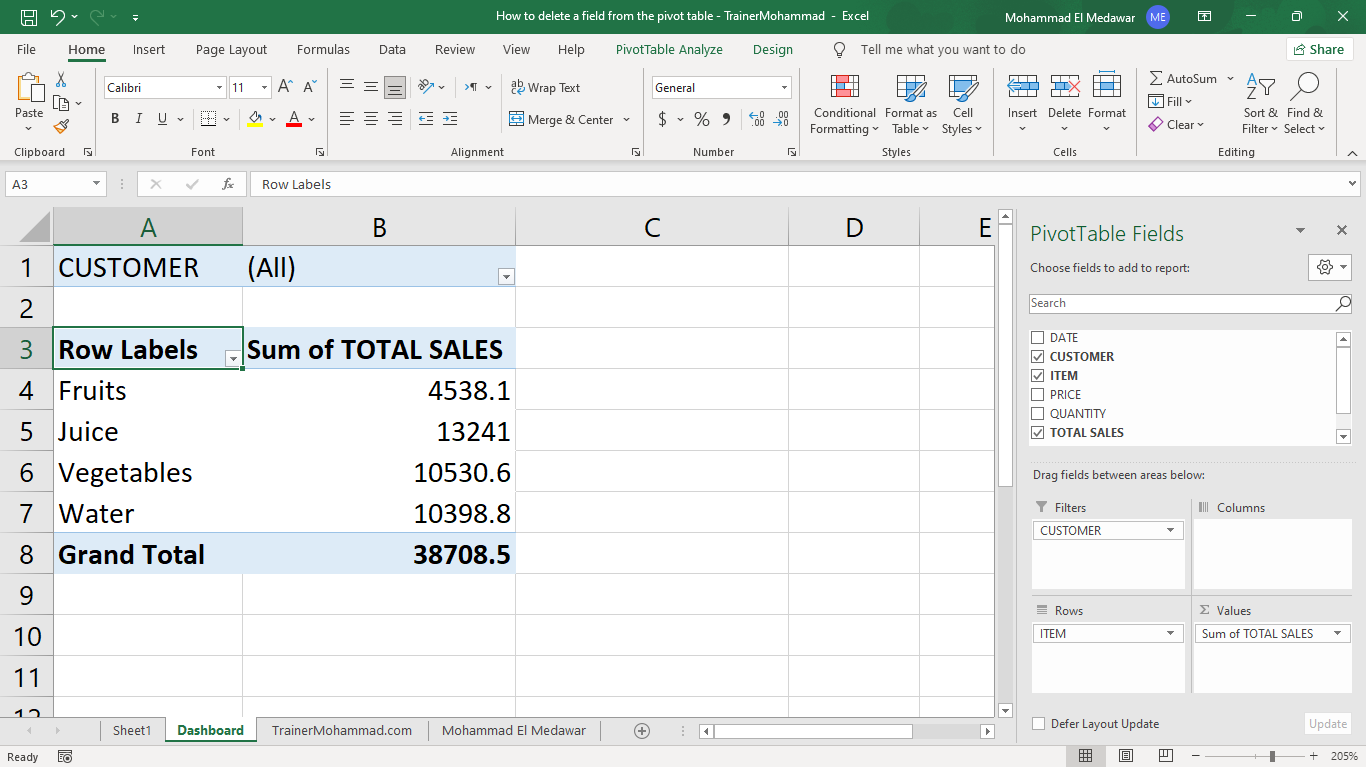 How to delete a field from the pivot table - TrainerMohammad - Excel
Mohammad El Medawar ME
File Home Insert Page Layout Formulas Data Review View Help PivotTable Analyze Design Tell me what you want to do Share
Paste
Calibri 11
B I U A
Wrap Text
Merge & Center
General
$ % 9
Conditional Formatting
Format as Table
Cell Styles
Insert Delete Format
AutoSum
Fill
Clear
Sort & Filter
Find & Select
Clipboard Font Alignment Number Styles Cells Editing
A3 fx Row Labels
A B C D E
1 CUSTOMER (All)
2
3 Row Labels Sum of TOTAL SALES
4 Fruits 4538.1
5 Juice 13241
6 Vegetables 10530.6
7 Water 10398.8
8 Grand Total 38708.5
9
10
11
12
PivotTable Fields
Choose fields to add to report:
Search
DATE
CUSTOMER
ITEM
PRICE
QUANTITY
TOTAL SALES
Drag fields between areas below:
Filters Columns
CUSTOMER
Rows Σ Values
ITEM Sum of TOTAL SALES
Defer Layout Update Update
Sheet1 Dashboard TrainerMohammad.com Mohammad El Medawar
Ready 205%